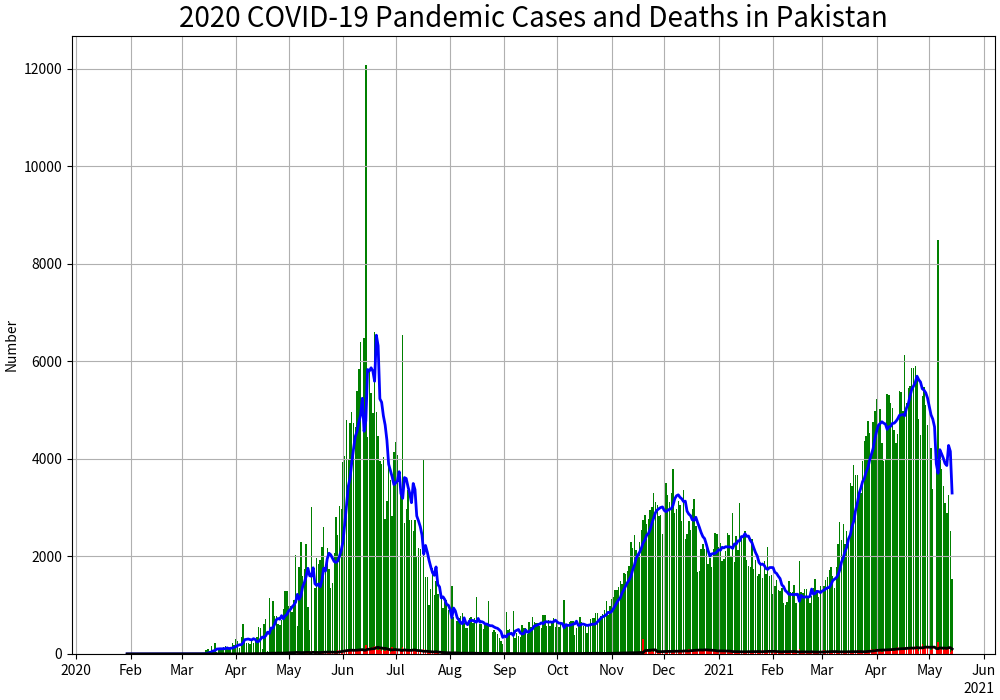 2020 COVID-19 Pandemic Cases and Deaths in Pakistan
Number
12000
10000
8000
6000
4000
2000
0
2020 Feb Mar Apr May Jun Jul Aug Sep Oct Nov Dec 2021 Feb Mar Apr May Jun
2021